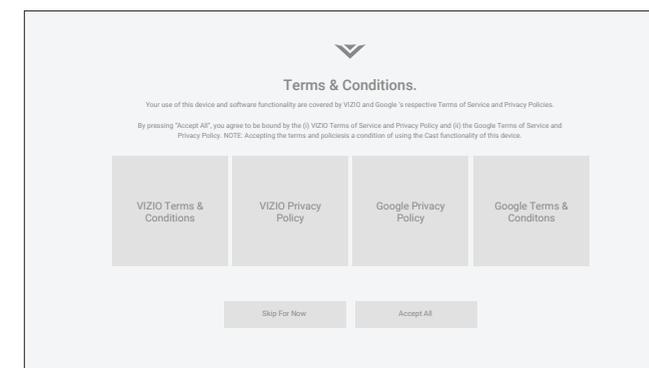 Terms & Conditions.
Your use of this device and software functionality are covered by VIZIO and Google 's respective Terms of Service and Privacy Policies.
By pressing "Accept All", you agree to be bound by the (i) VIZIO Terms of Service and Privacy Policy and (ii) the Google Terms of Service and
Privacy Policy. NOTE: Accepting the terms and policiesis a condition of using the Cast functionality of this device.
VIZIO Terms &
Conditions
VIZIO Privacy
Policy
Google Privacy
Policy
Google Terms &
Conditons
Skip For Now
Accept All